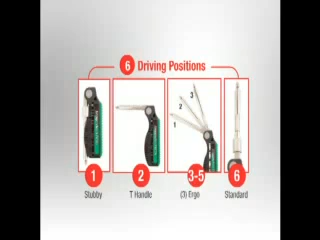 6 Driving Positions
3
2
1
1 2 3-5 6
Stubby T Handle (3) Ergo Standard